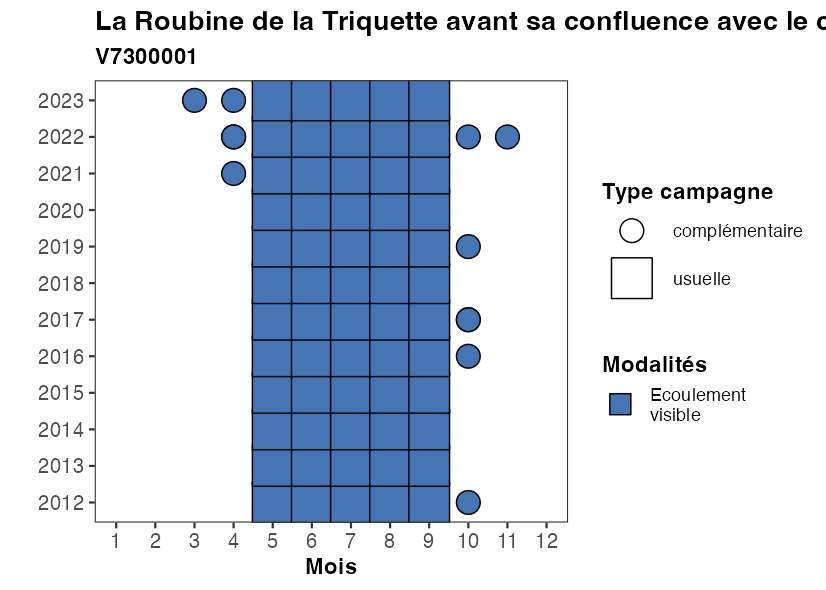 La Roubine de la Triquette avant sa confluence avec le
V7300001
2023
2022
2021
2020
2019
2018
2017
2016
2015
2014
2013
2012
1 2 3 4 5 6 7 8 9 10 11 12
Mois
Type campagne
complémentaire
usuelle
Modalités
Ecoulement
visible